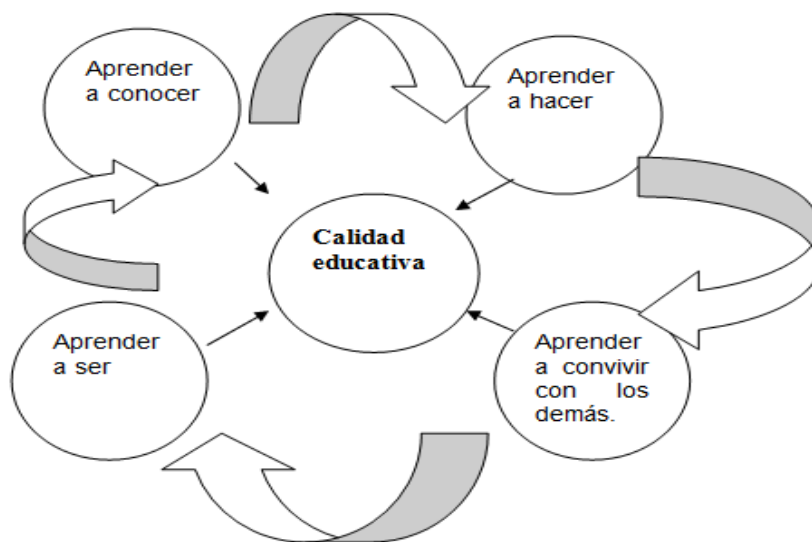 Aprender
a conocer
Aprender
a hacer
Calidad
educativa
Aprender
a ser
Aprender
a convivir
con los
demás.